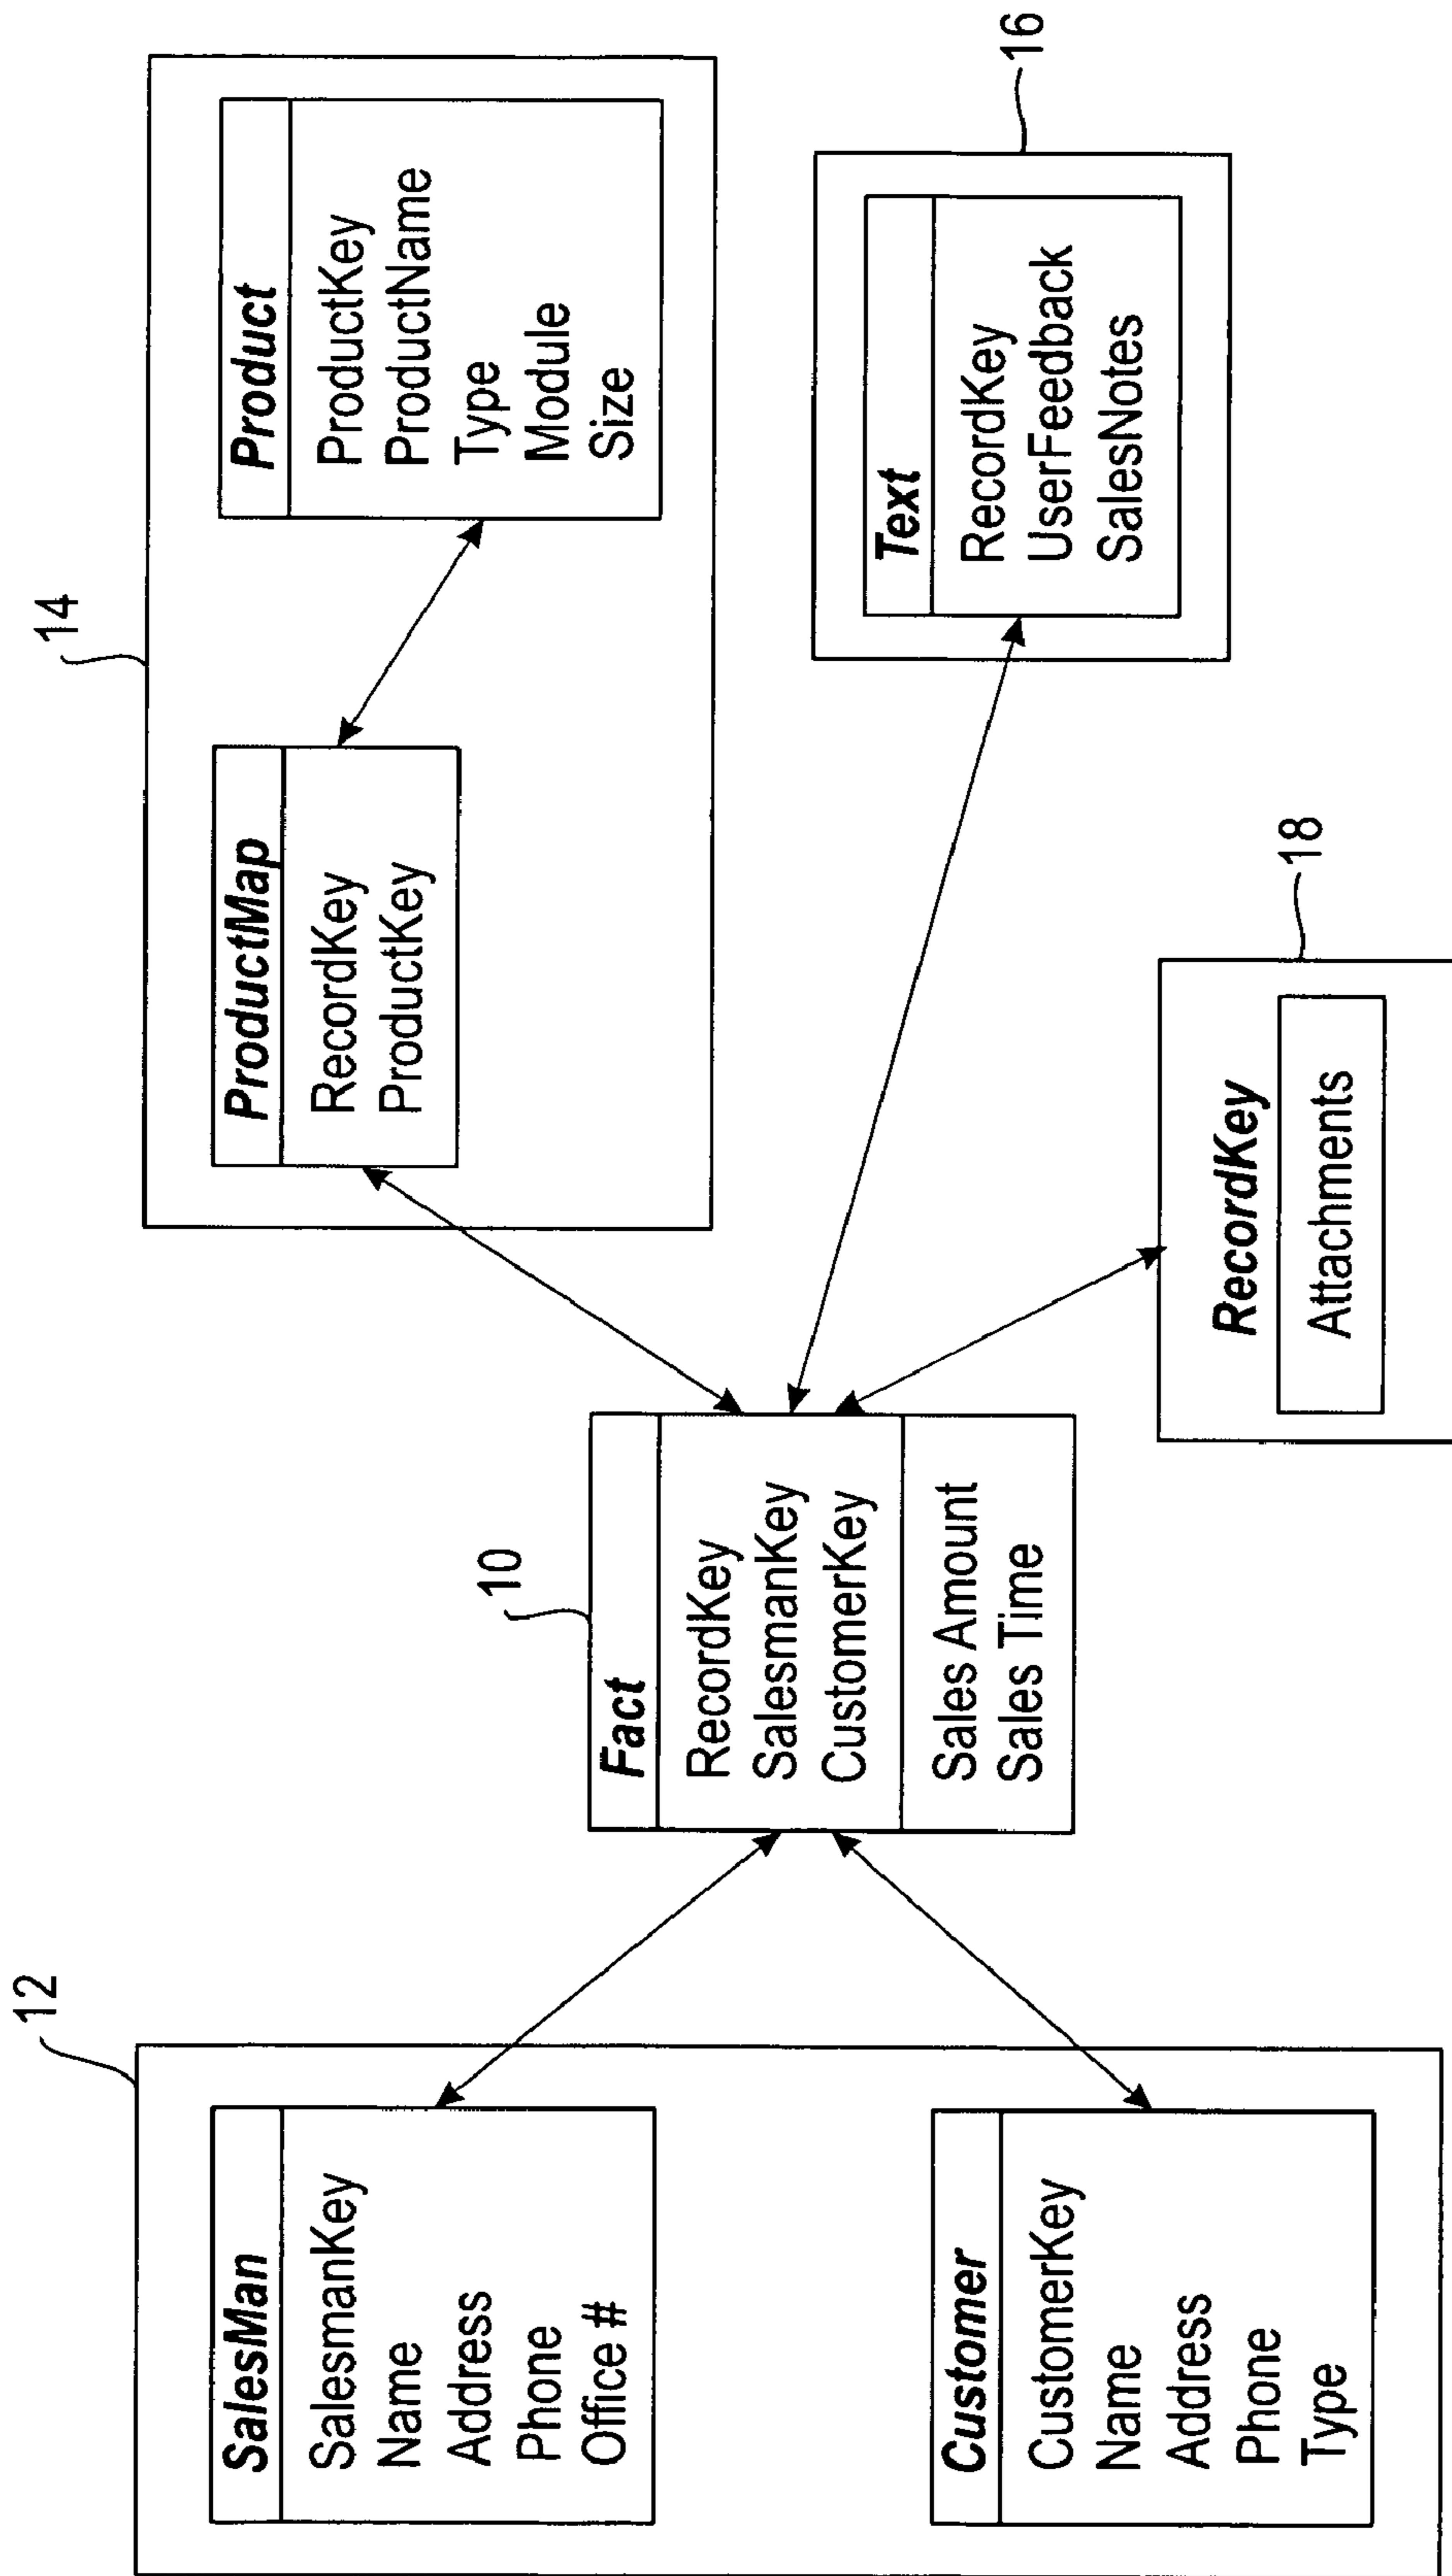 12
SalesMan
SalesmanKey
Name
Address
Phone
Office #
Customer
CustomerKey
Name
Address
Phone
Type
10
Fact
RecordKey
SalesmanKey
CustomerKey
Sales Amount
Sales Time
14
ProductMap
RecordKey
ProductKey
Product
ProductKey
ProductName
Type
Module
Size
16
Text
RecordKey
UserFeedback
SalesNotes
18
RecordKey
Attachments